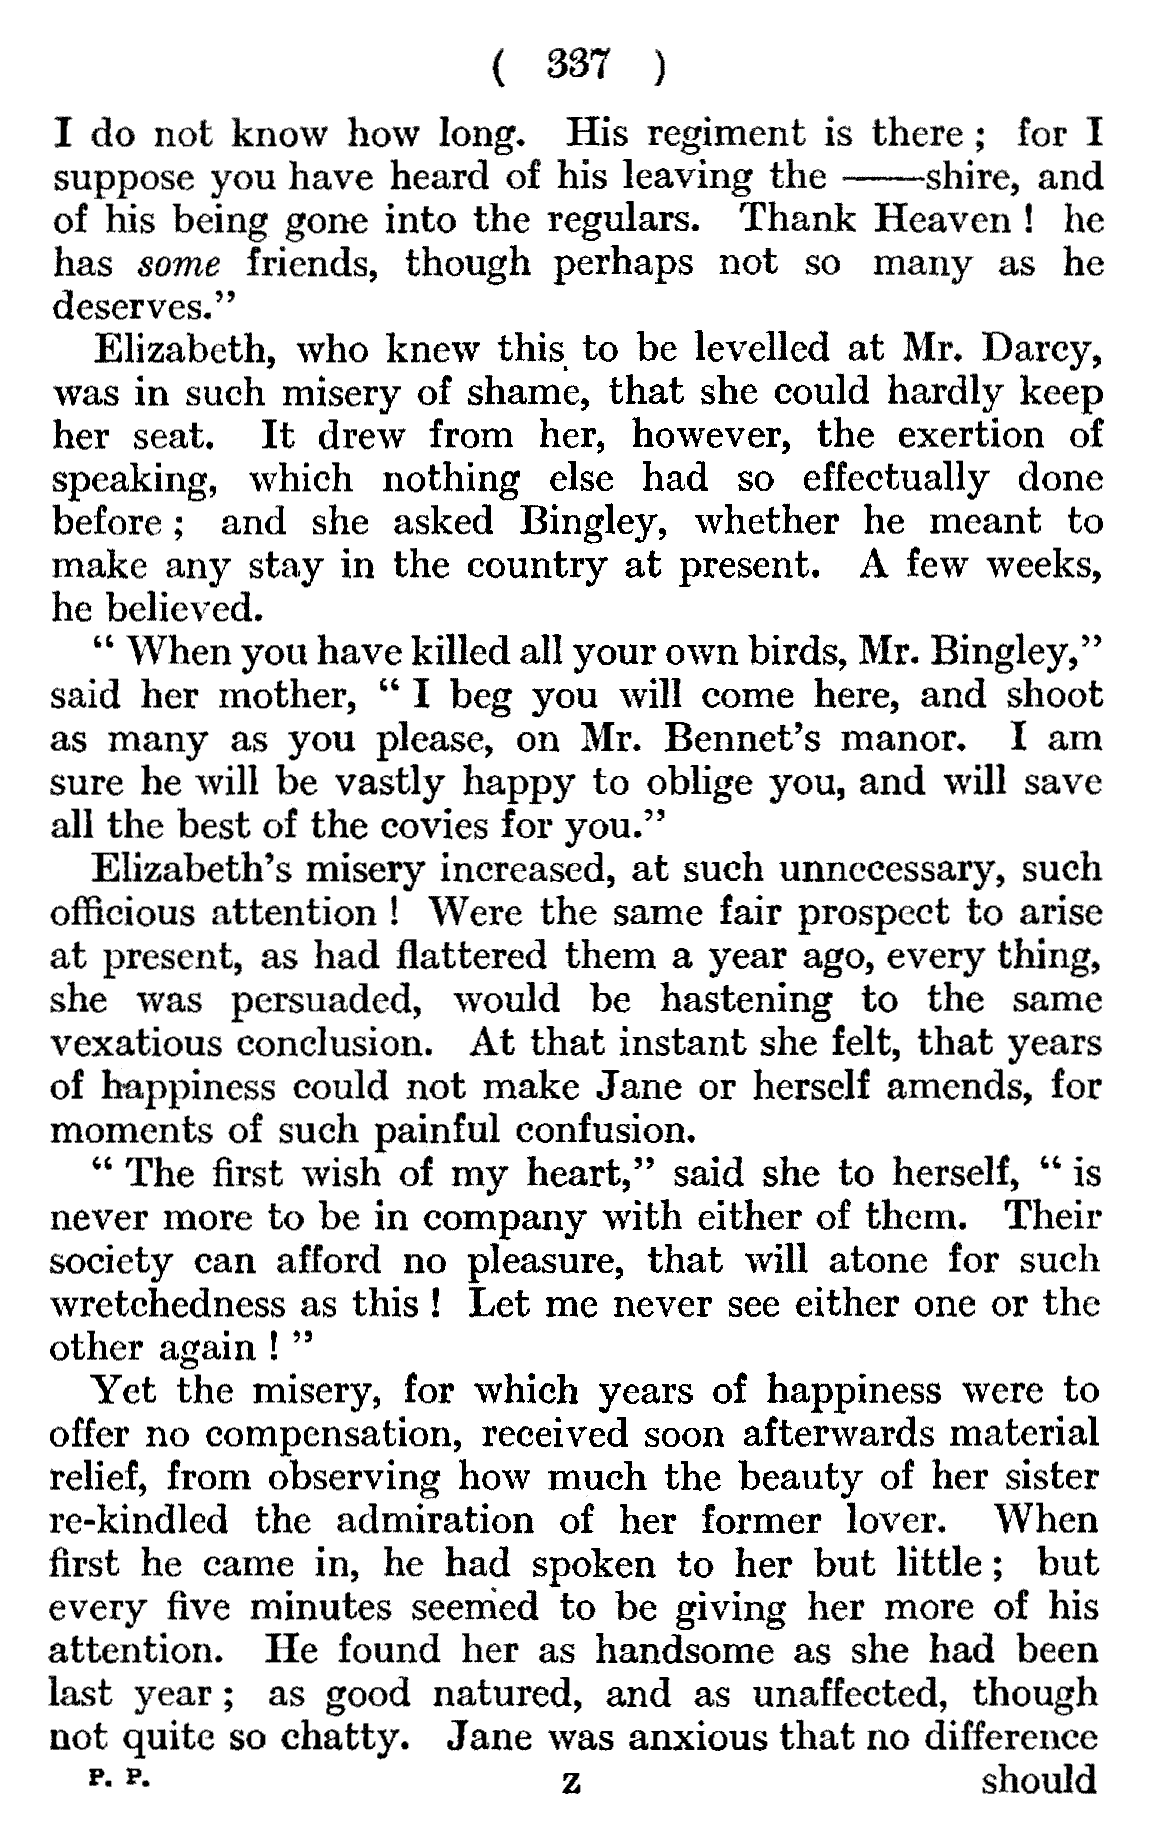 ( 337 )
I do not know how long. His regiment is there ; for I
suppose you have heard of his leaving the ——shire, and
of his being gone into the regulars. Thank Heaven ! he
has some friends, though perhaps not so many as he
deserves.”
Elizabeth, who knew this to be levelled at Mr. Darcy,
was in such misery of shame, that she could hardly keep
her seat. It drew from her, however, the exertion of
speaking, which nothing else had so effectually done
before ; and she asked Bingley, whether he meant to
make any stay in the country at present. A few weeks,
he believed.
“ When you have killed all your own birds, Mr. Bingley,”
said her mother, “ I beg you will come here, and shoot
as many as you please, on Mr. Bennet’s manor. I am
sure he will be vastly happy to oblige you, and will save
all the best of the covies for you.”
Elizabeth’s misery increased, at such unnecessary, such
officious attention ! Were the same fair prospect to arise
at present, as had flattered them a year ago, every thing,
she was persuaded, would be hastening to the same
vexatious conclusion. At that instant she felt, that years
of happiness could not make Jane or herself amends, for
moments of such painful confusion.
“ The first wish of my heart,” said she to herself, “ is
never more to be in company with either of them. Their
society can afford no pleasure, that will atone for such
wretchedness as this ! Let me never see either one or the
other again ! ”
Yet the misery, for which years of happiness were to
offer no compensation, received soon afterwards material
relief, from observing how much the beauty of her sister
re-kindled the admiration of her former lover. When
first he came in, he had spoken to her but little ; but
every five minutes seemed to be giving her more of his
attention. He found her as handsome as she had been
last year ; as good natured, and as unaffected, though
not quite so chatty. Jane was anxious that no difference
P. P. Z should